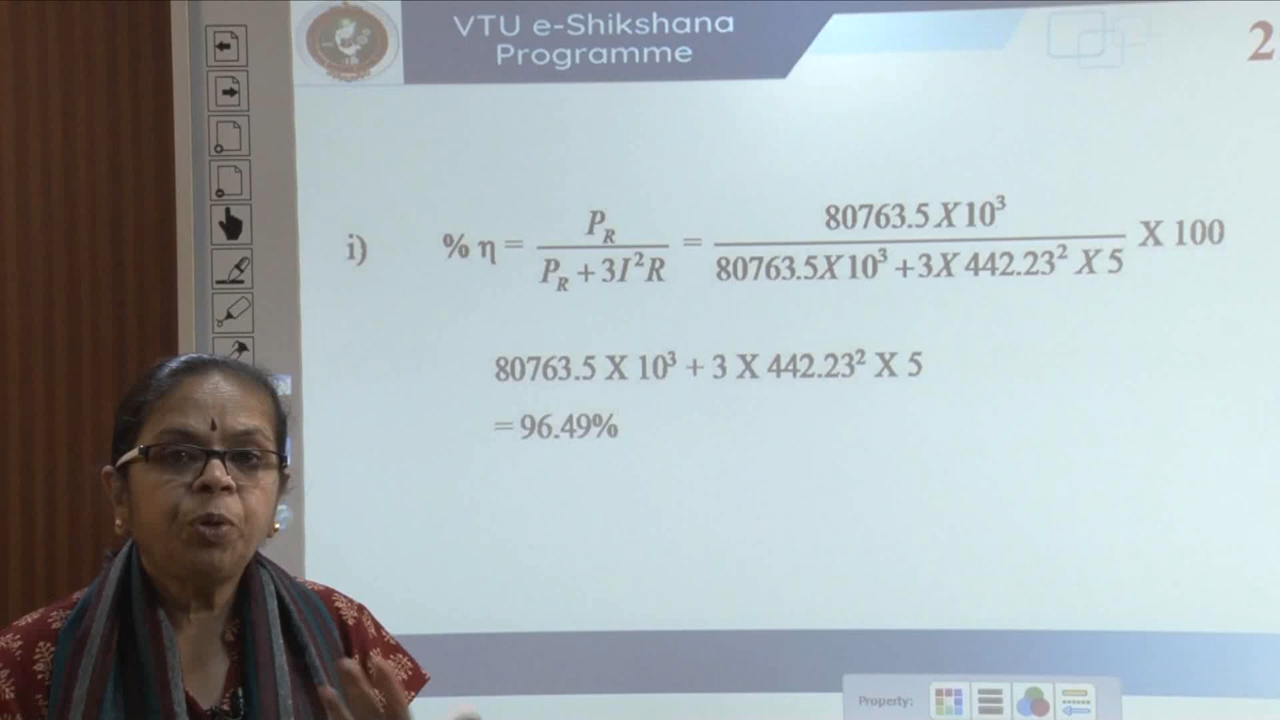 VTU e-Shikshana
Programme
2
i) % η = P_R / (P_R + 3I²R) = 80763.5 X 10³ / (80763.5X 10³ + 3X 442.23² X 5) X 100
80763.5 X 10³ + 3 X 442.23² X 5
= 96.49%
Property: